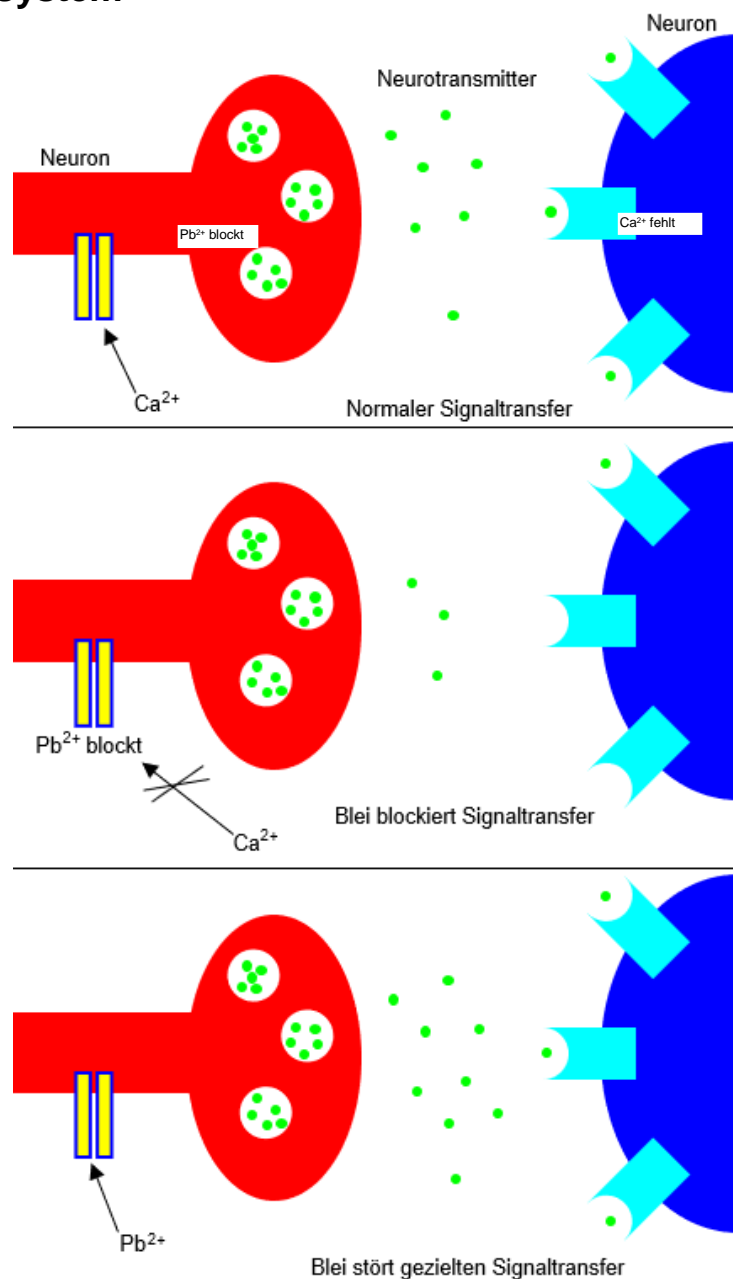 system
Neuron
Neurotransmitter
Neuron
Pb²⁺ blockt
Ca²⁺ fehlt
Ca²⁺
Normaler Signaltransfer
Pb²⁺ blockt
Ca²⁺
Blei blockiert Signaltransfer
Pb²⁺
Blei stört gezielten Signaltransfer